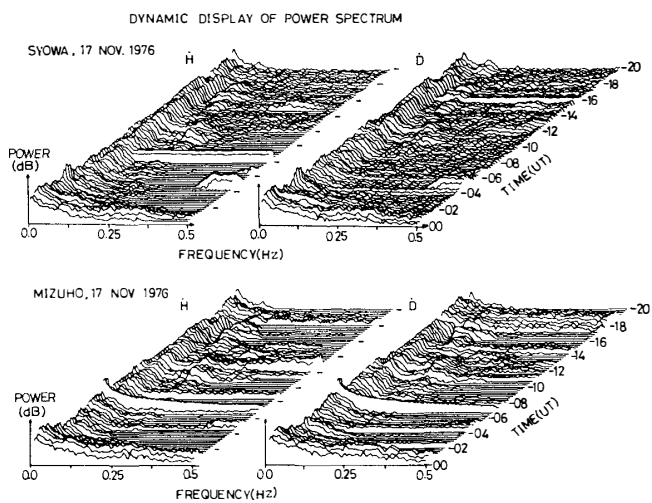 DYNAMIC DISPLAY OF POWER SPECTRUM
SYOWA, 17 NOV. 1976
Ḣ
Ḋ
POWER
(dB)
-20
-18
-16
-14
-12
-10
-08
-06
-04
-02
00
TIME(UT)
0.0 0.25 0.5
0.0 0.25 0.5
FREQUENCY(Hz)
MIZUHO, 17 NOV 1976
Ḣ
Ḋ
POWER
(dB)
-20
-18
-16
-14
-12
-10
-08
-06
-04
-02
00
TIME(UT)
0.0 0.25 0.5
0.0 0.25 0.5
FREQUENCY(Hz)